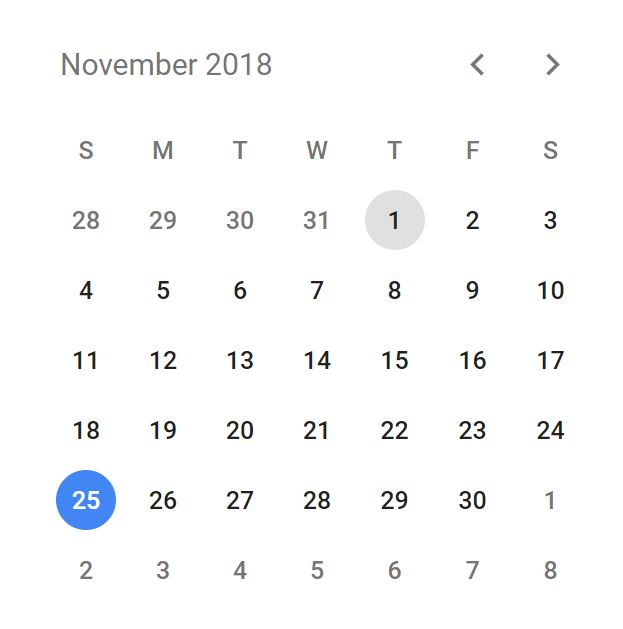 November 2018
S M T W T F S
28 29 30 31 1 2 3
4 5 6 7 8 9 10
11 12 13 14 15 16 17
18 19 20 21 22 23 24
25 26 27 28 29 30 1
2 3 4 5 6 7 8